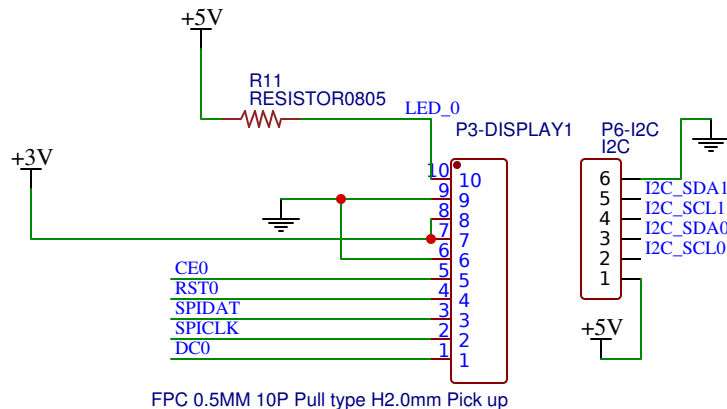 +5V
R11
RESISTOR0805
LED_0
P3-DISPLAY1
P6-I2C
I2C
+3V
10
10
9
9
8
8
7
7
6
6
5
5
4
4
3
3
2
2
1
1
CE0
RST0
SPIDAT
SPICLK
DC0
6
5
4
3
2
1
I2C_SDA1
I2C_SCL1
I2C_SDA0
I2C_SCL0
+5V
FPC 0.5MM 10P Pull type H2.0mm Pick up